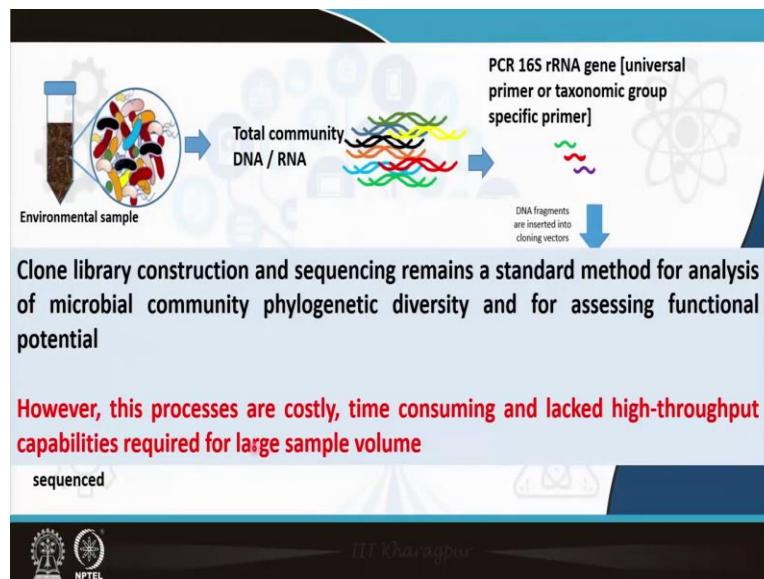 PCR 16S rRNA gene [universal
primer or taxonomic group
specific primer]
Total community
DNA / RNA
Environmental sample
DNA fragments
are inserted into
cloning vectors
Clone library construction and sequencing remains a standard method for analysis
of microbial community phylogenetic diversity and for assessing functional
potential
However, this processes are costly, time consuming and lacked high-throughput
capabilities required for large sample volume
sequenced
IIT Kharagpur
NPTEL